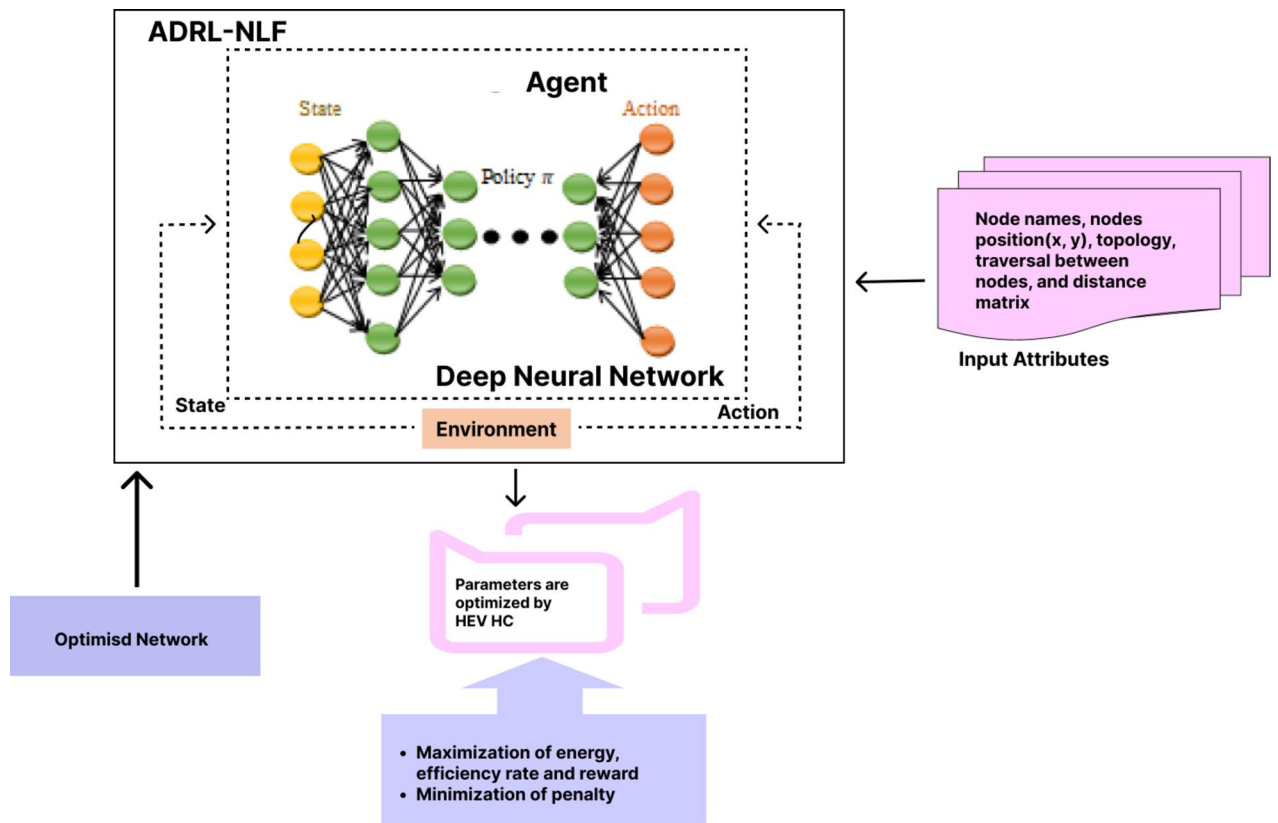 ADRL-NLF
Agent
State
Action
Policy π
Deep Neural Network
State
Action
Environment
Node names, nodes
position(x, y), topology,
traversal between
nodes, and distance
matrix
Input Attributes
Parameters are
optimized by
HEV HC
Optimisd Network
• Maximization of energy,
efficiency rate and reward
• Minimization of penalty